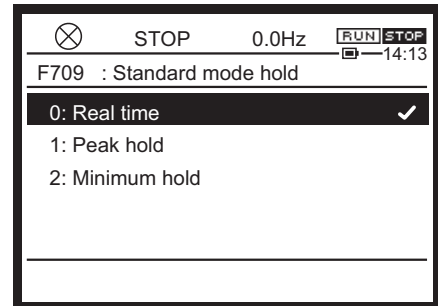 STOP 0.0Hz RUN STOP
14:13
F709 : Standard mode hold
0: Real time
1: Peak hold
2: Minimum hold